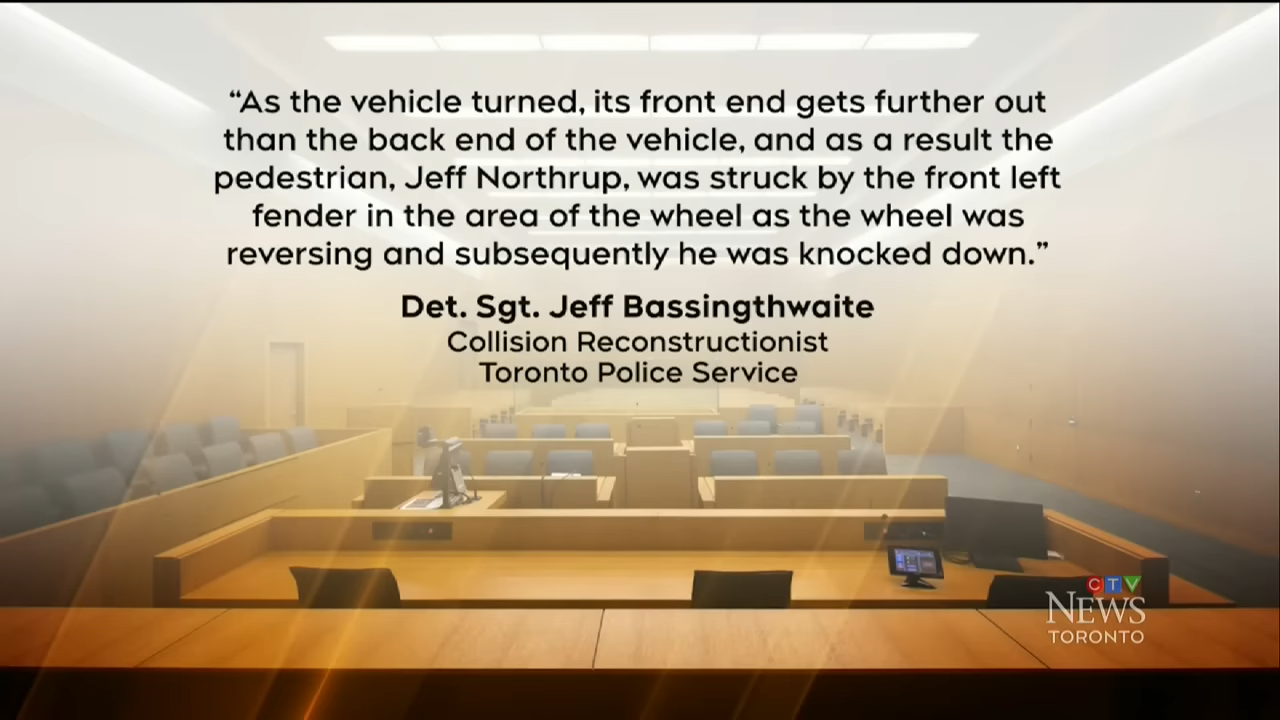 “As the vehicle turned, its front end gets further out
than the back end of the vehicle, and as a result the
pedestrian, Jeff Northrup, was struck by the front left
fender in the area of the wheel as the wheel was
reversing and subsequently he was knocked down.”
Det. Sgt. Jeff Bassingthwaite
Collision Reconstructionist
Toronto Police Service
CTV
NEWS
TORONTO